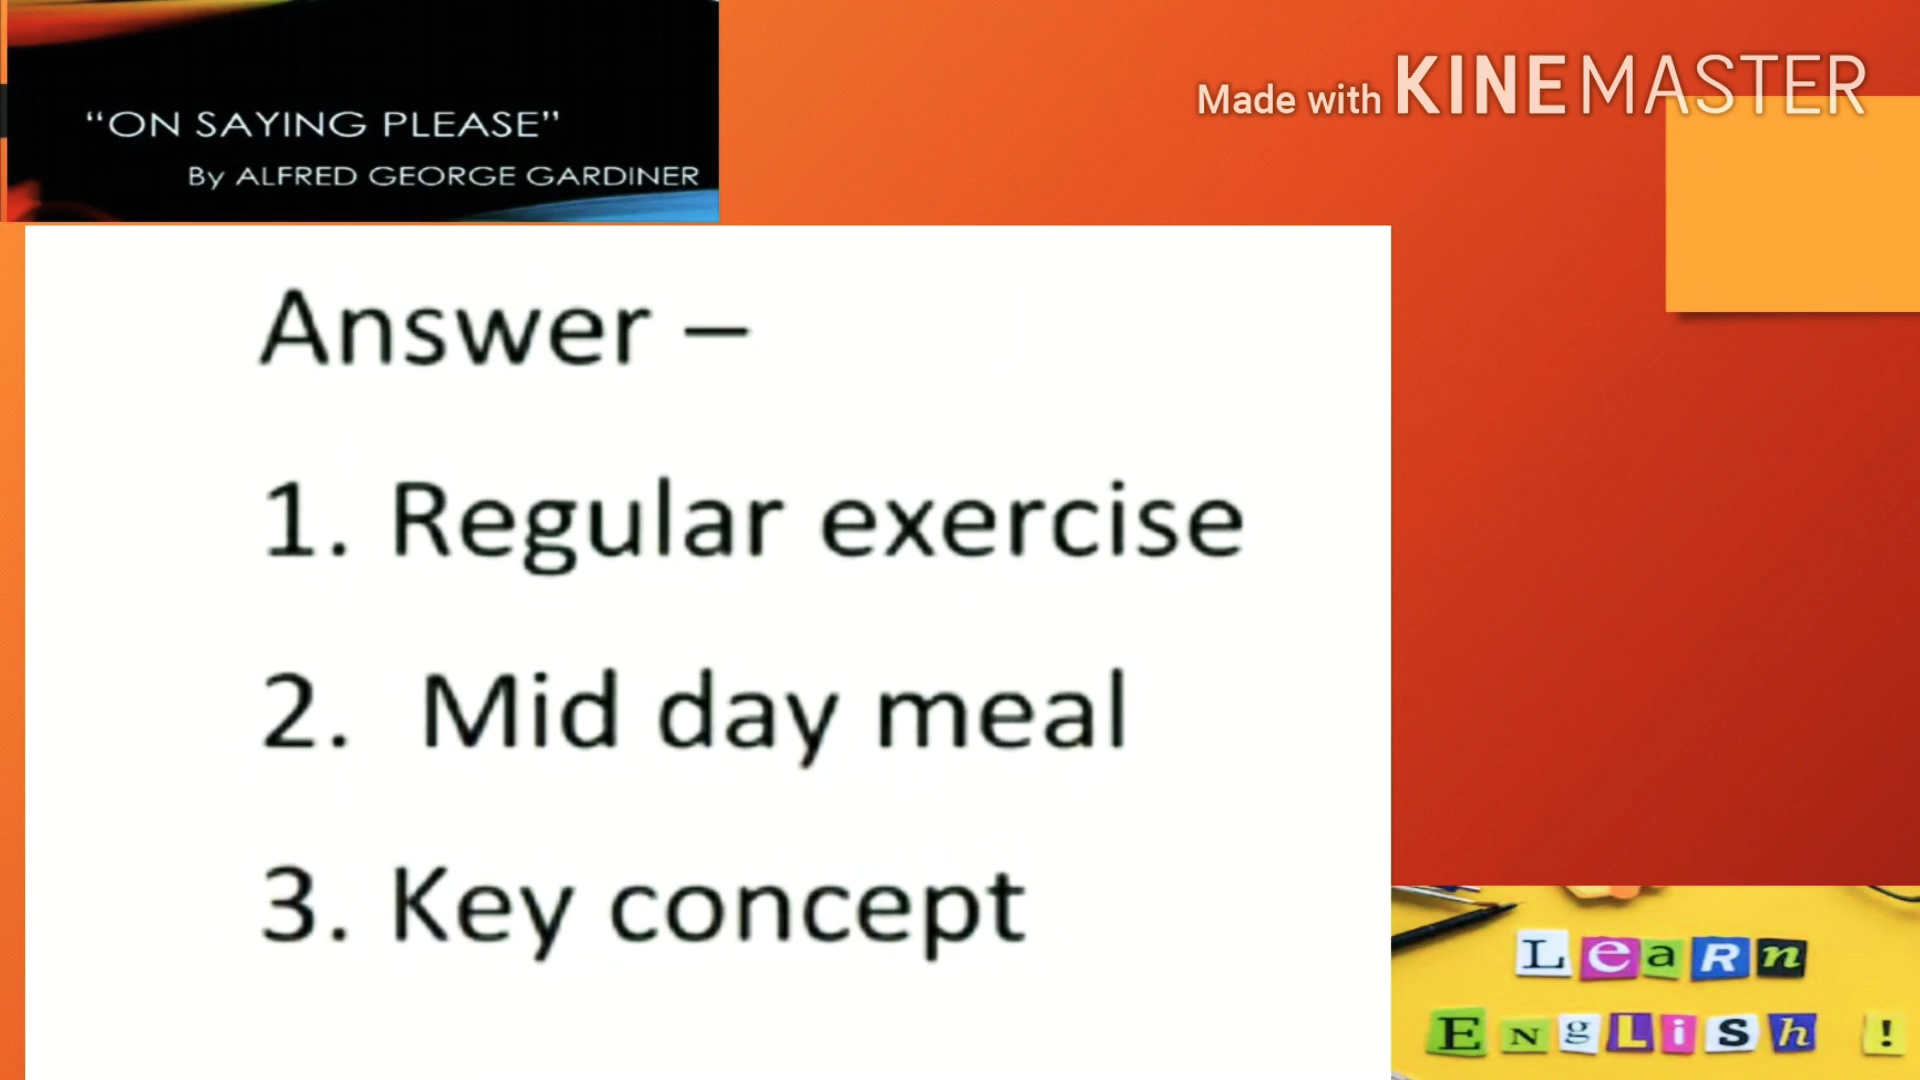 “ON SAYING PLEASE”
By ALFRED GEORGE GARDINER
Made with KINEMASTER
Answer –
1. Regular exercise
2. Mid day meal
3. Key concept
LeaRn
ENgLiSh !